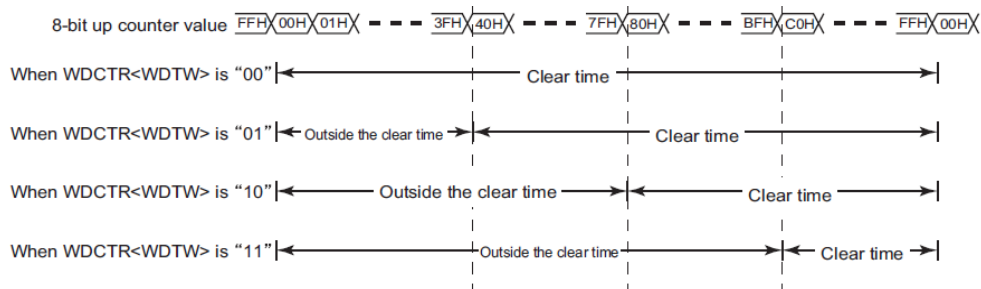 8-bit up counter value FFH 00H 01H 3FH 40H 7FH 80H BFH C0H FFH 00H
When WDCTR<WDTW> is “00” Clear time
When WDCTR<WDTW> is “01” Outside the clear time Clear time
When WDCTR<WDTW> is “10” Outside the clear time Clear time
When WDCTR<WDTW> is “11” Outside the clear time Clear time